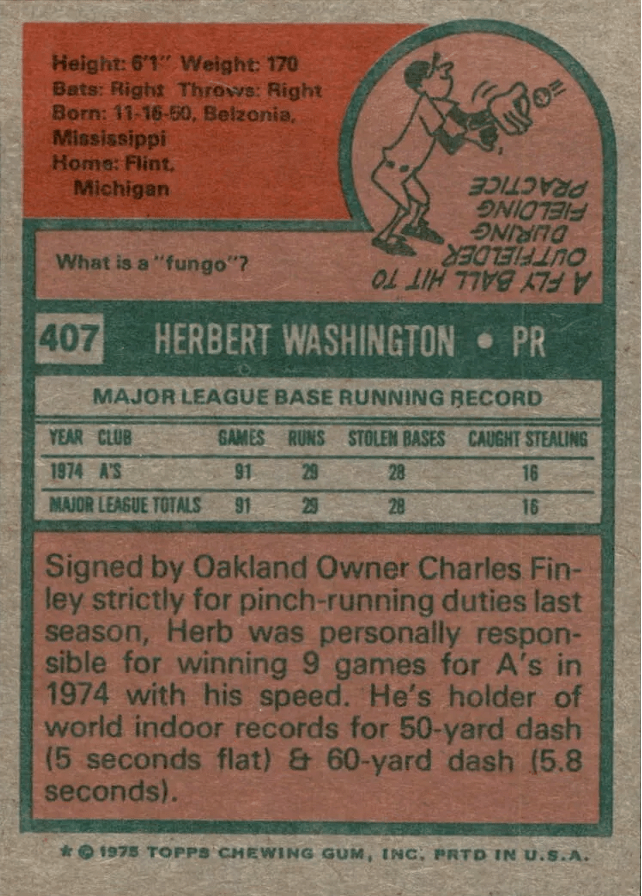 Height: 6'1" Weight: 170
Bats: Right Throws: Right
Born: 11-16-50, Belzonia,
Mississippi
Home: Flint,
Michigan
What is a "fungo"?
A FLY BALL HIT TO
OUTFIELDER
DURING
FIELDING
PRACTICE
407 HERBERT WASHINGTON • PR
MAJOR LEAGUE BASE RUNNING RECORD
YEAR CLUB GAMES RUNS STOLEN BASES CAUGHT STEALING
1974 A'S 91 29 28 16
MAJOR LEAGUE TOTALS 91 29 28 16
Signed by Oakland Owner Charles Fin-
ley strictly for pinch-running duties last
season, Herb was personally respon-
sible for winning 9 games for A's in
1974 with his speed. He's holder of
world indoor records for 50-yard dash
(5 seconds flat) & 60-yard dash (5.8
seconds).
* © 1975 TOPPS CHEWING GUM, INC. PRTD IN U.S.A.